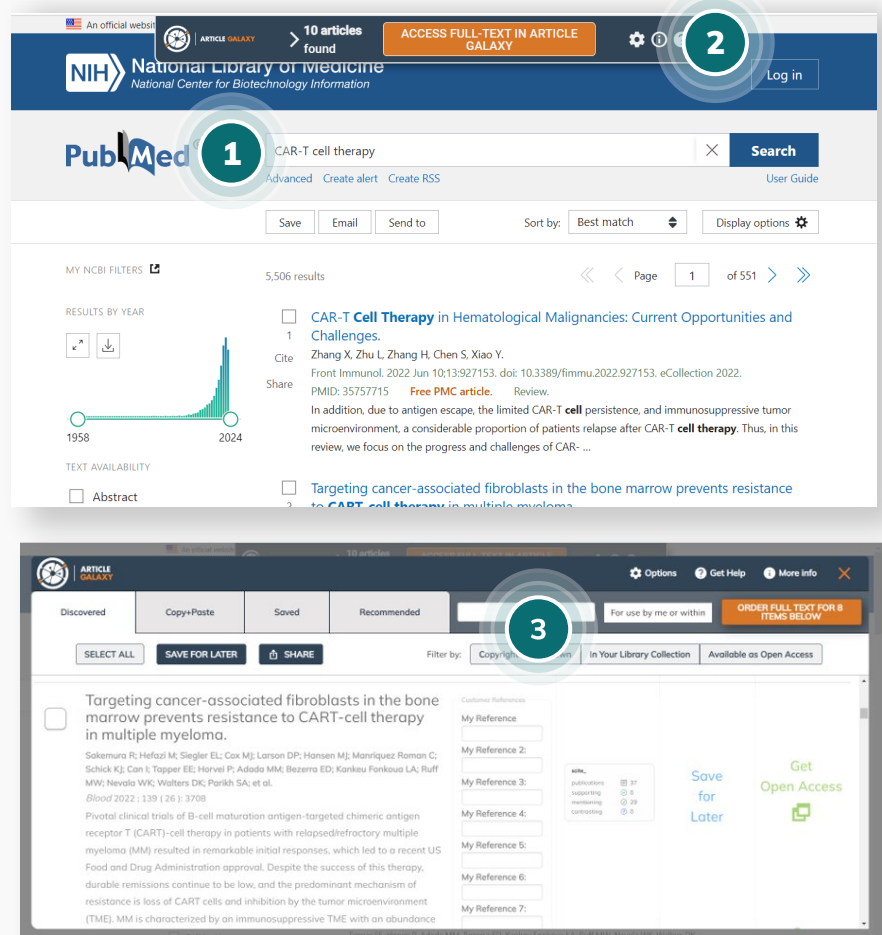 An official websit
ARTICLE GALAXY
10 articles
found
ACCESS FULL-TEXT IN ARTICLE
GALAXY
2
NIH
National Library of Medicine
National Center for Biotechnology Information
Log in
PubMed
1
CAR-T cell therapy
Search
Advanced Create alert Create RSS
User Guide
Save Email Send to
Sort by: Best match
Display options
MY NCBI FILTERS
5,506 results
Page 1 of 551
RESULTS BY YEAR
1958 2024
TEXT AVAILABILITY
Abstract
1
Cite
Share
CAR-T Cell Therapy in Hematological Malignancies: Current Opportunities and
Challenges.
Zhang X, Zhu L, Zhang H, Chen S, Xiao Y.
Front Immunol. 2022 Jun 10;13:927153. doi: 10.3389/fimmu.2022.927153. eCollection 2022.
PMID: 35757715 Free PMC article. Review.
In addition, due to antigen escape, the limited CAR-T cell persistence, and immunosuppressive tumor
microenvironment, a considerable proportion of patients relapse after CAR-T cell therapy. Thus, in this
review, we focus on the progress and challenges of CAR- ...
2
Targeting cancer-associated fibroblasts in the bone marrow prevents resistance
to CART-cell therapy in multiple myeloma
ARTICLE
GALAXY
Options Get Help More info
Discovered Copy+Paste Saved Recommended
3
For use by me or within
ORDER FULL TEXT FOR 8
ITEMS BELOW
SELECT ALL SAVE FOR LATER SHARE
Filter by: In Your Library Collection Available as Open Access
Targeting cancer-associated fibroblasts in the bone
marrow prevents resistance to CART-cell therapy
in multiple myeloma.
Sakemura R; Hefazi M; Siegler EL; Cox MJ; Larson DP; Hansen MJ; Manriquez Roman C;
Schick KJ; Can I; Tapper EE; Horvel P; Adada MM; Bezerra ED; Kankeu Fonkoua LA; Ruff
MW; Nevala WK; Walters DK; Parikh SA; et al.
Blood 2022 ; 139 ( 26 ): 3708
Pivotal clinical trials of B-cell maturation antigen-targeted chimeric antigen
receptor T (CART)-cell therapy in patients with relapsed/refractory multiple
myeloma (MM) resulted in remarkable initial responses, which led to a recent US
Food and Drug Administration approval. Despite the success of this therapy,
durable remissions continue to be low, and the predominant mechanism of
resistance is loss of CART cells and inhibition by the tumor microenvironment
(TME). MM is characterized by an immunosuppressive TME with an abundance
Customer References
My Reference
My Reference 2:
My Reference 3:
My Reference 4:
My Reference 5:
My Reference 6:
My Reference 7:
scite_
publications 37
supporting 0
mentioning 28
contrasting 0
Save
for
Later
Get
Open Access